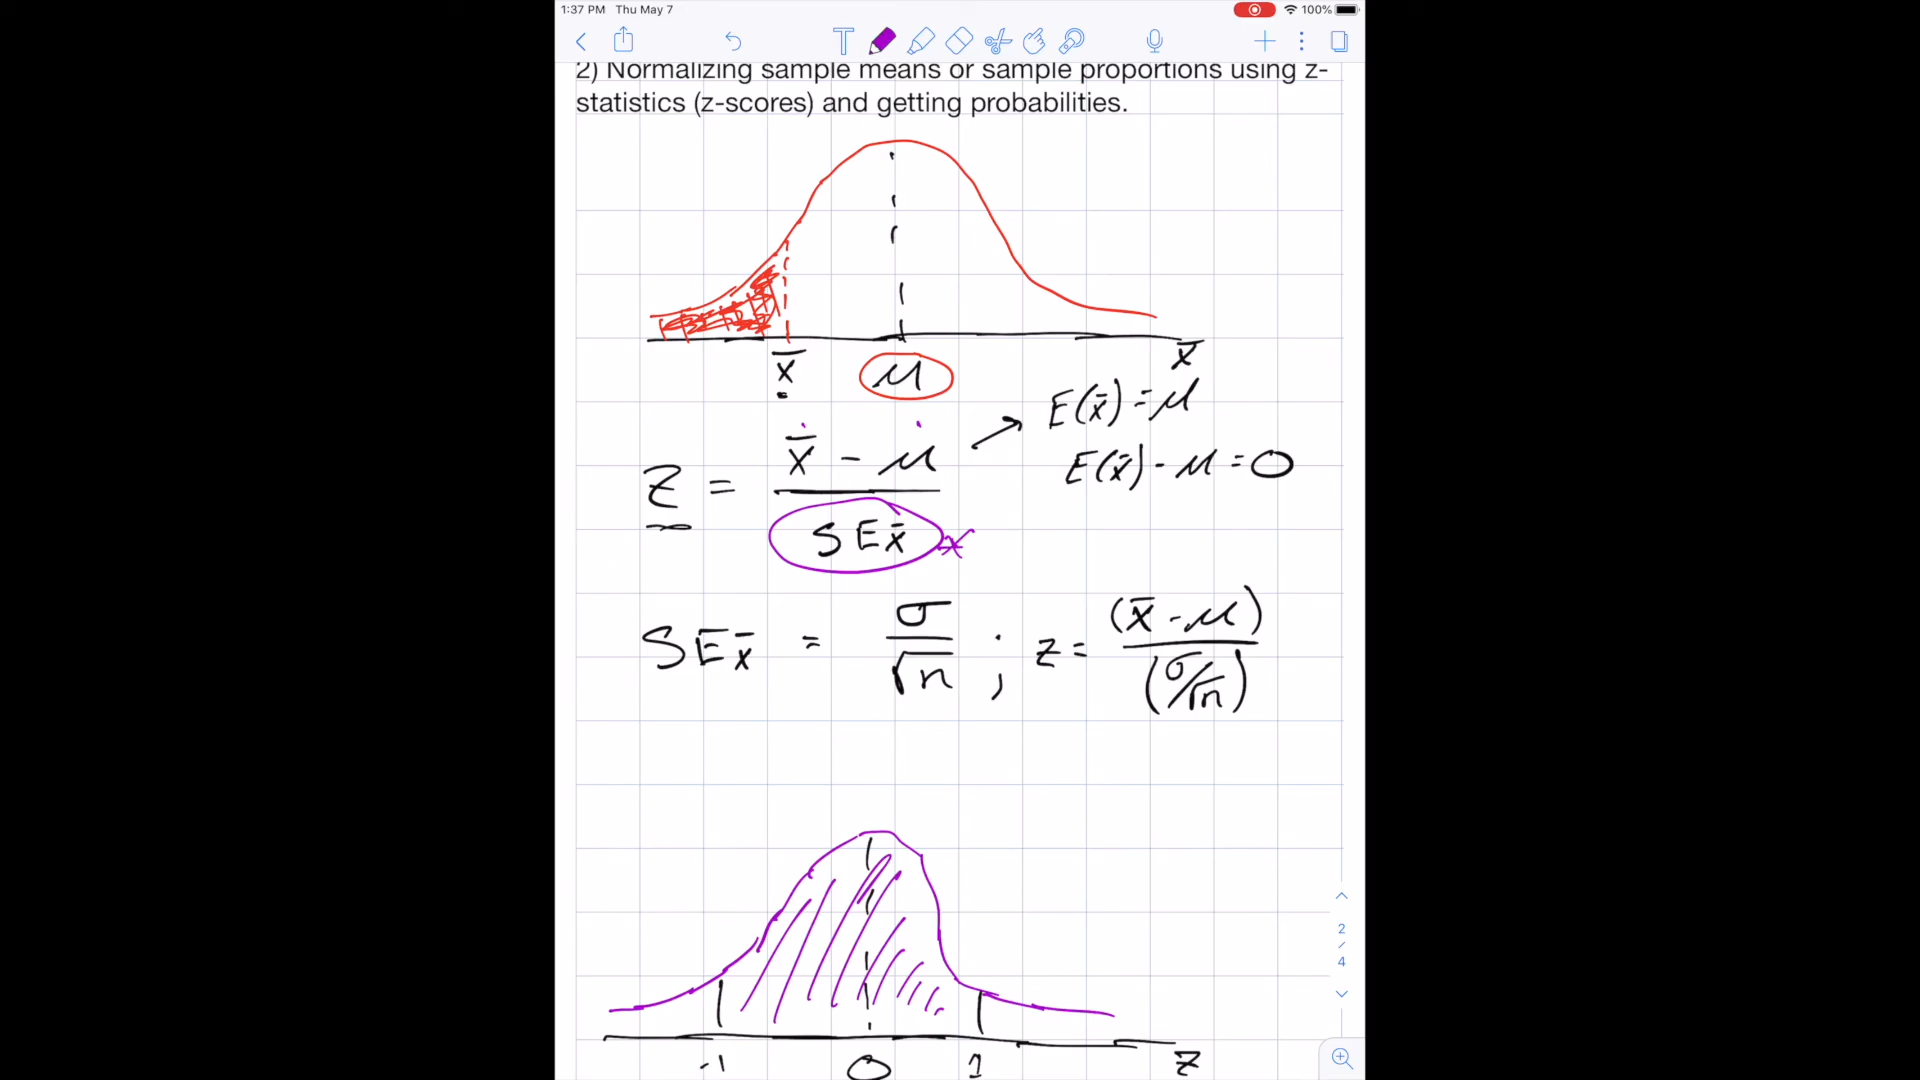 1:37 PM Thu May 7 100%
2) Normalizing sample means or sample proportions using z-
statistics (z-scores) and getting probabilities.
x̄ μ x̄
E(x̄) = μ
z = x̄ - μ / SEx̄
E(x̄) - μ = 0
SEx̄ = σ/√n ; z = (x̄ - μ) / (σ/√n)
2
/
4
-1 0 1 z